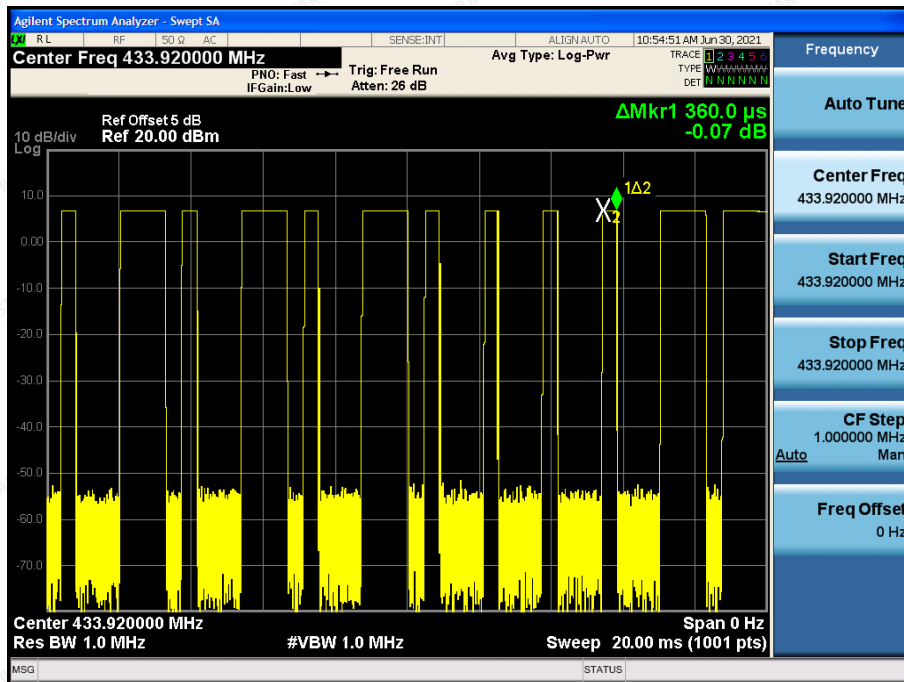 Agilent Spectrum Analyzer - Swept SA
LXI RL RF 50 Ω AC SENSE:INT ALIGN AUTO 10:54:51 AM Jun 30, 2021
Center Freq 433.920000 MHz
PNO: Fast
IFGain:Low
Trig: Free Run
Atten: 26 dB
Avg Type: Log-Pwr
TRACE 1 2 3 4 5 6
TYPE WWWWWW
DET N N N N N N
ΔMkr1 360.0 µs
-0.07 dB
Ref Offset 5 dB
10 dB/div Ref 20.00 dBm
Log
10.0
0.00
-10.0
-20.0
-30.0
-40.0
-50.0
-60.0
-70.0
1Δ2
2
Center 433.920000 MHz Span 0 Hz
Res BW 1.0 MHz #VBW 1.0 MHz Sweep 20.00 ms (1001 pts)
MSG STATUS
Frequency
Auto Tune
Center Freq
433.920000 MHz
Start Freq
433.920000 MHz
Stop Freq
433.920000 MHz
CF Step
1.000000 MHz
Auto Man
Freq Offset
0 Hz